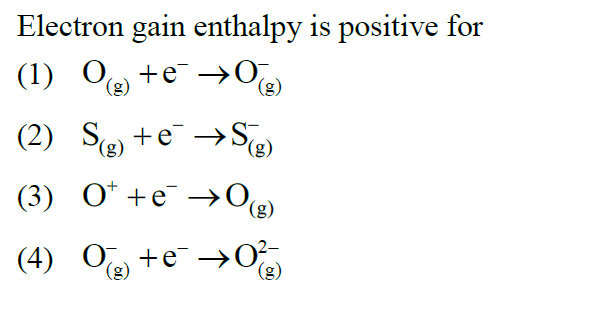 Electron gain enthalpy is positive for
(1) O₍g₎ + e⁻ → O⁻₍g₎
(2) S₍g₎ + e⁻ → S⁻₍g₎
(3) O⁺ + e⁻ → O₍g₎
(4) O⁻₍g₎ + e⁻ → O²⁻₍g₎